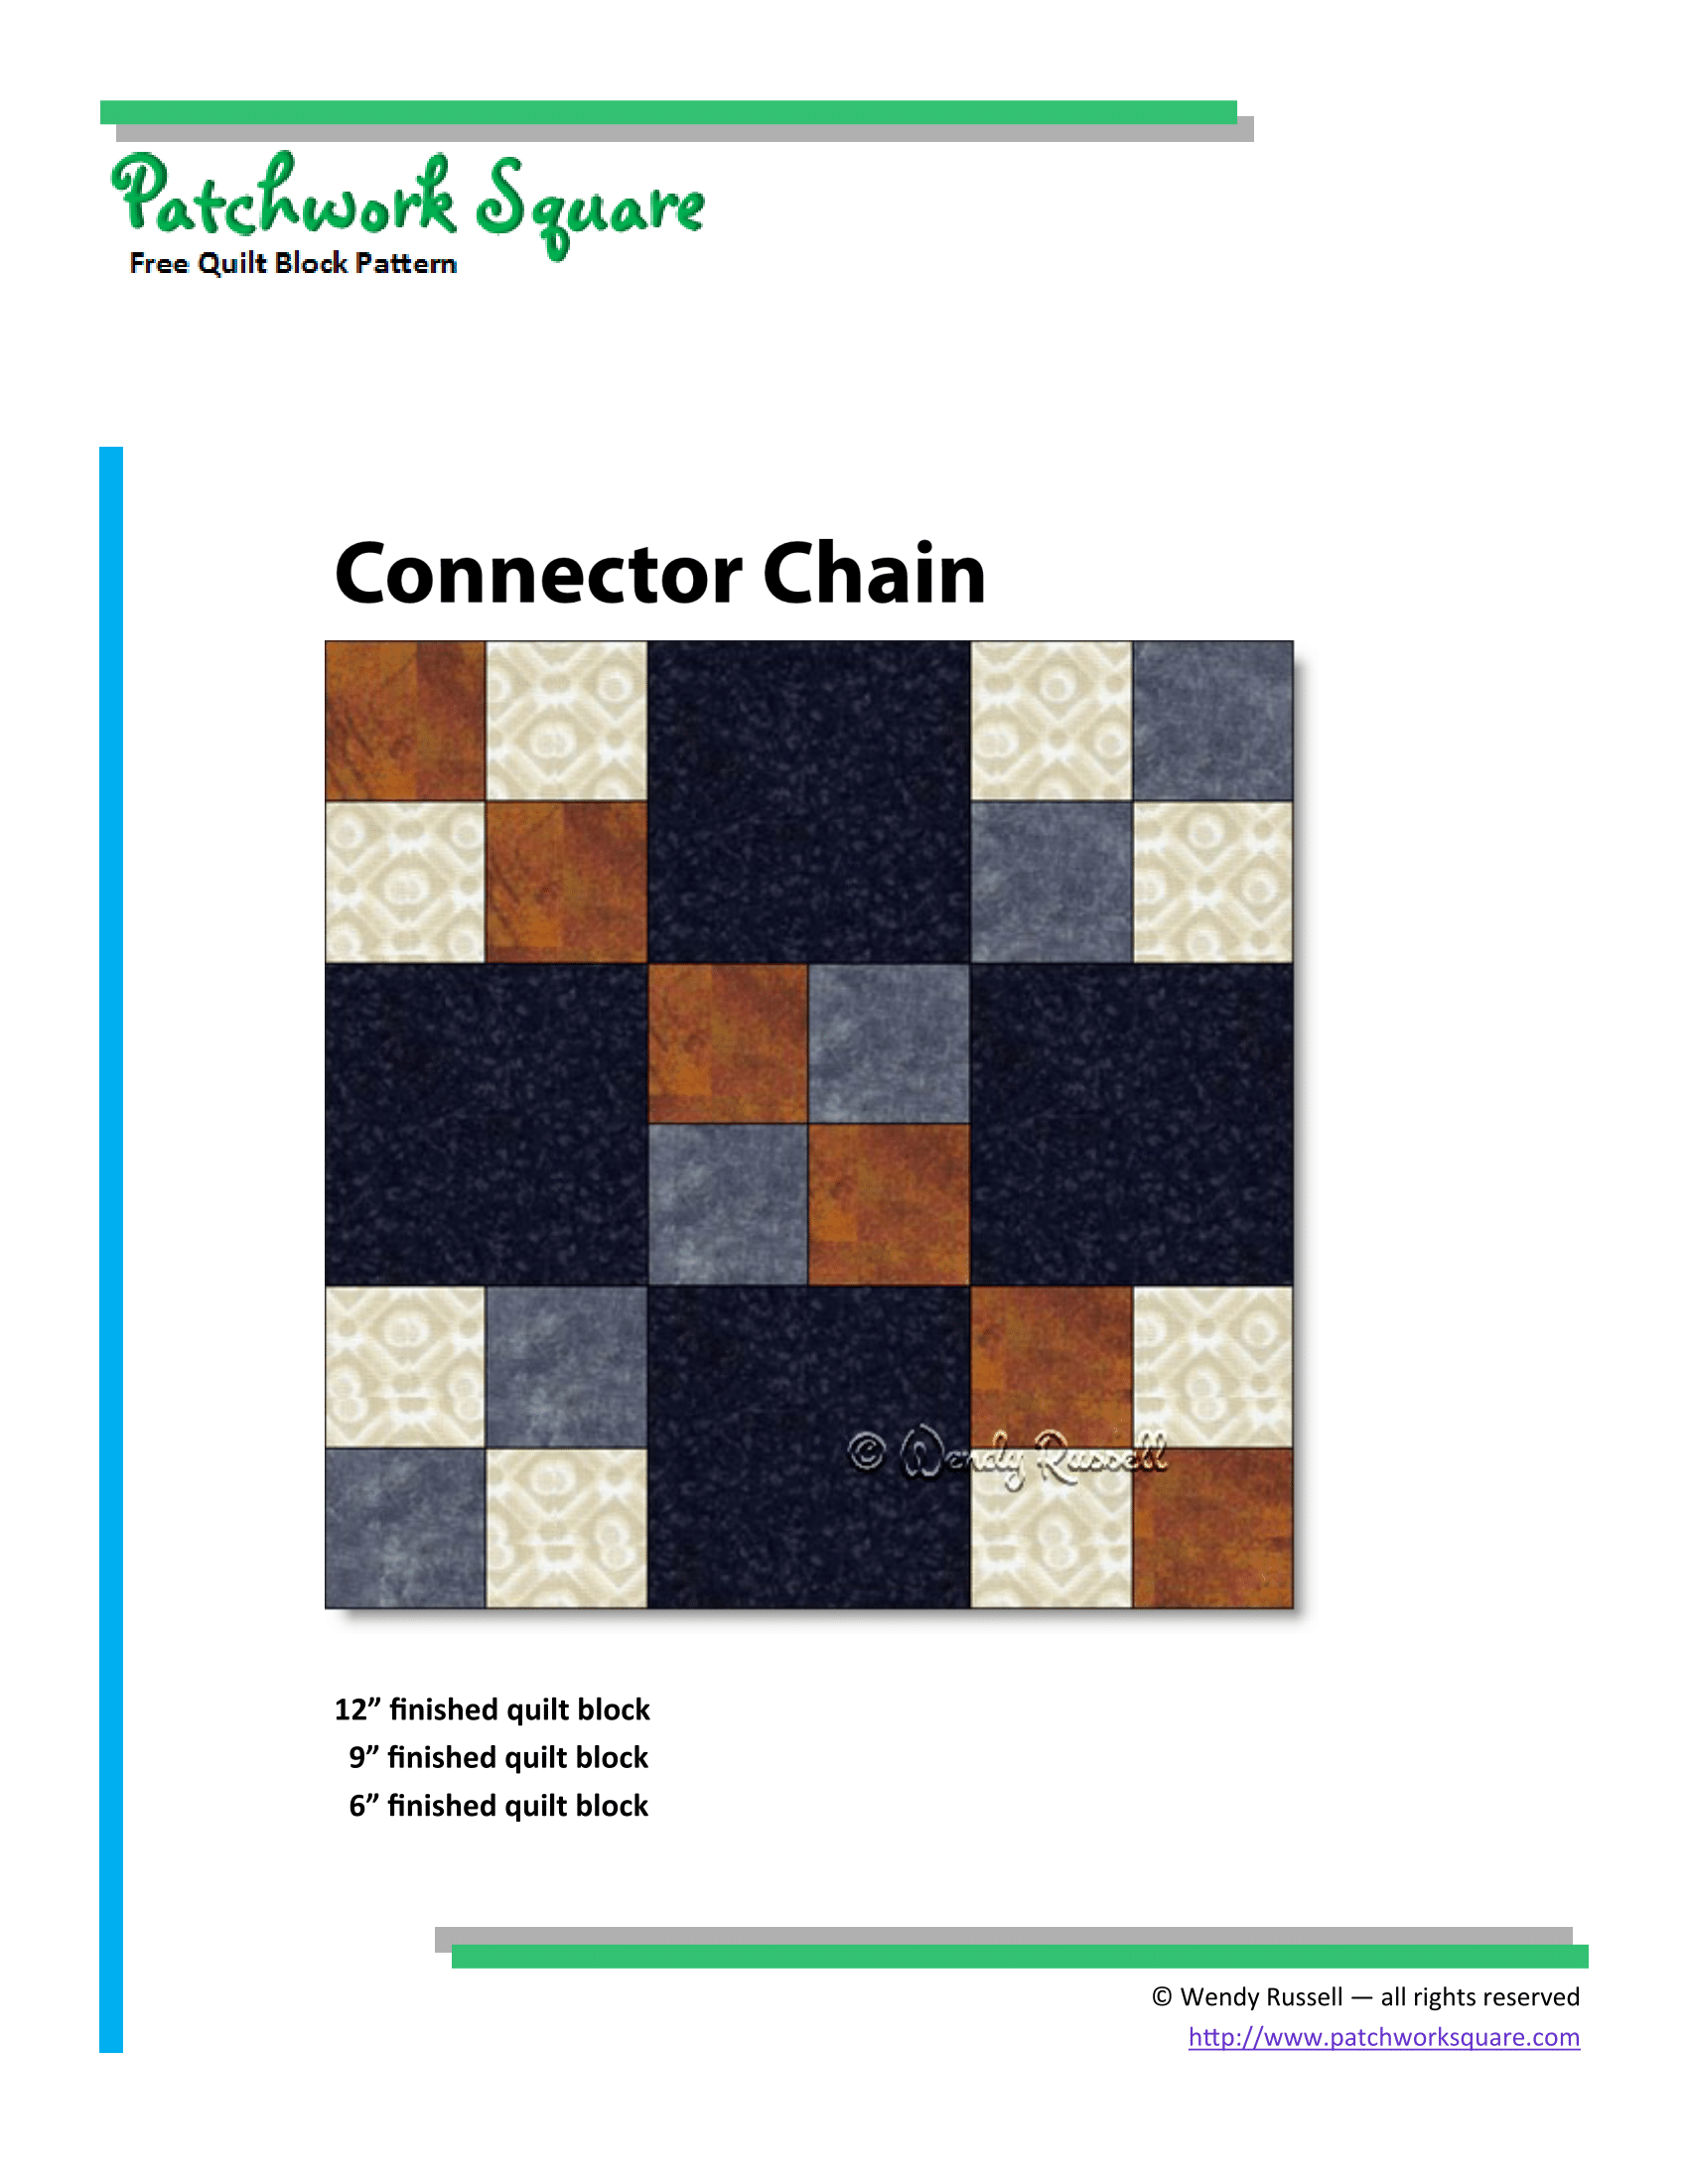 Patchwork Square
Free Quilt Block Pattern
Connector Chain
© Wendy Russell
12” finished quilt block
9” finished quilt block
6” finished quilt block
© Wendy Russell — all rights reserved
http://www.patchworksquare.com